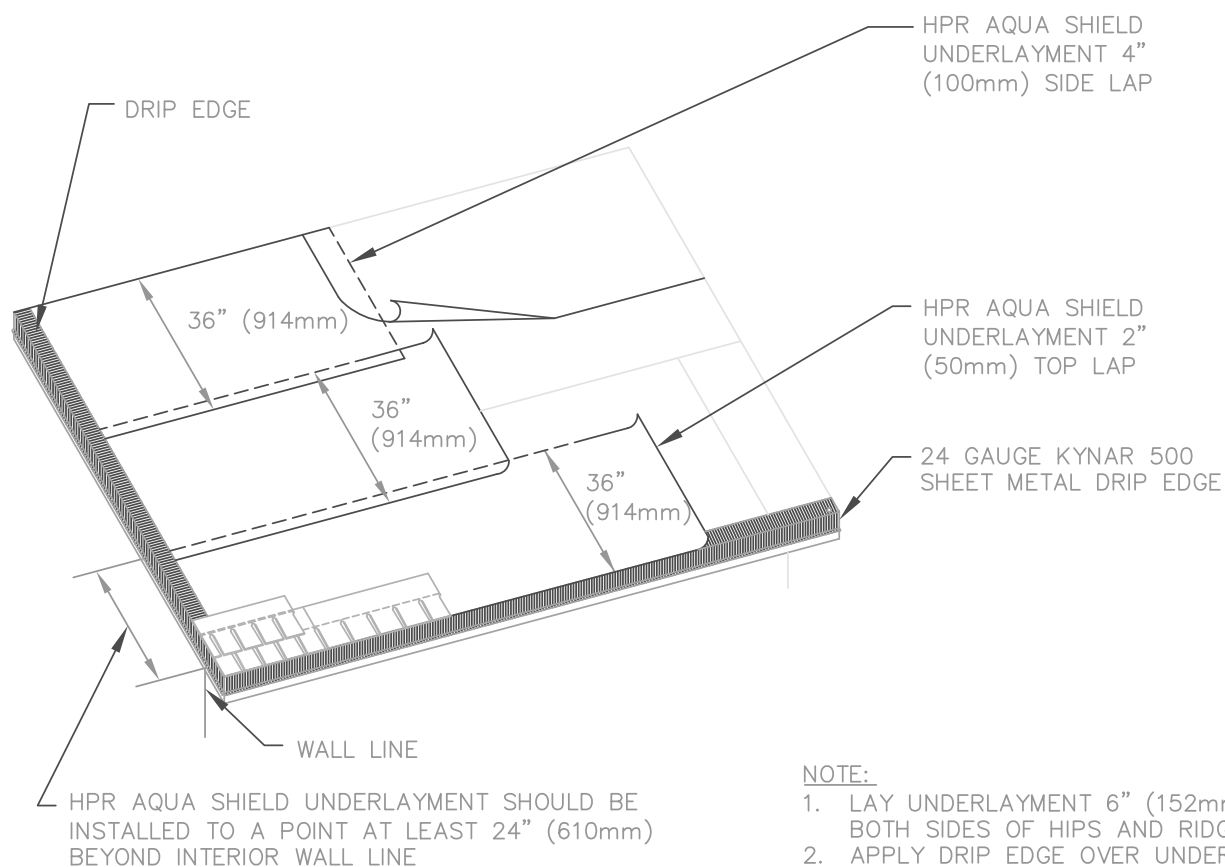 HPR AQUA SHIELD
UNDERLAYMENT 4”
(100mm) SIDE LAP
DRIP EDGE
36” (914mm)
HPR AQUA SHIELD
UNDERLAYMENT 2”
(50mm) TOP LAP
36”
(914mm)
24 GAUGE KYNAR 500
SHEET METAL DRIP EDGE
36”
(914mm)
WALL LINE
HPR AQUA SHIELD UNDERLAYMENT SHOULD BE
INSTALLED TO A POINT AT LEAST 24” (610mm)
BEYOND INTERIOR WALL LINE
NOTE:
1. LAY UNDERLAYMENT 6” (152mm
BOTH SIDES OF HIPS AND
2. APPLY DRIP EDGE OVER